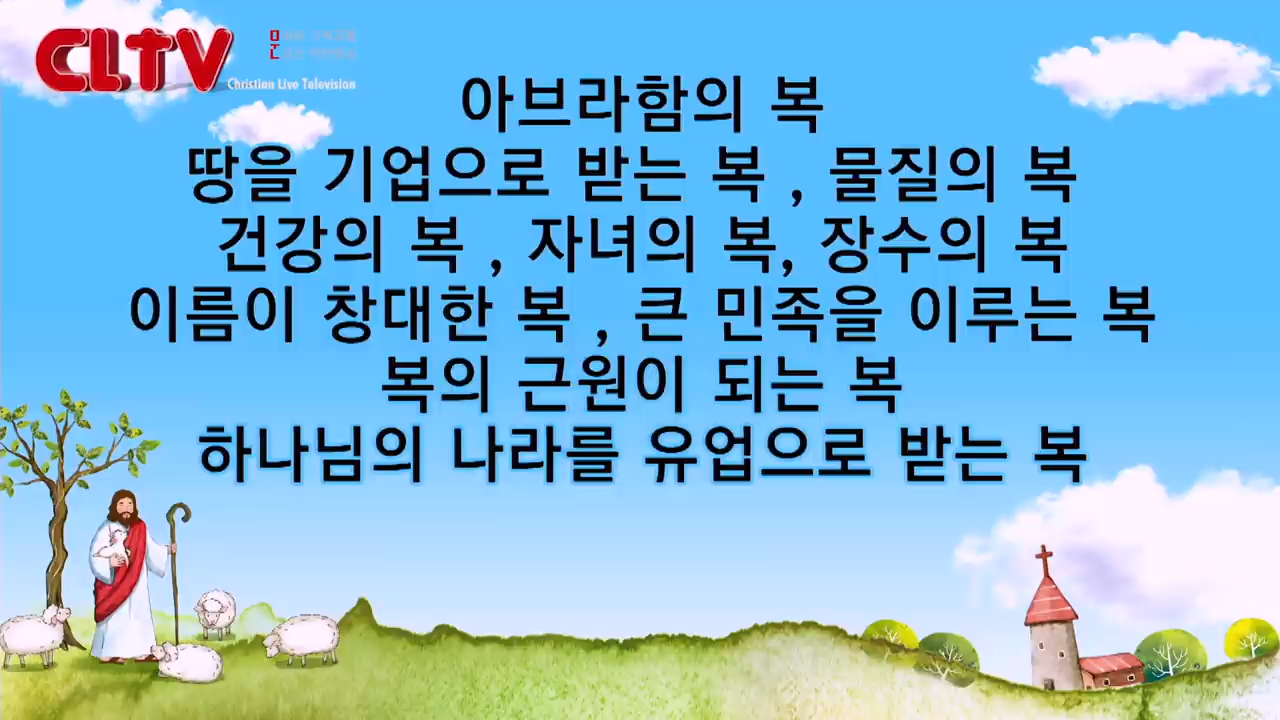 CLTV
Christian Live Television
아브라함의 복
땅을 기업으로 받는 복 , 물질의 복
건강의 복 , 자녀의 복, 장수의 복
이름이 창대한 복 , 큰 민족을 이루는 복
복의 근원이 되는 복
하나님의 나라를 유업으로 받는 복